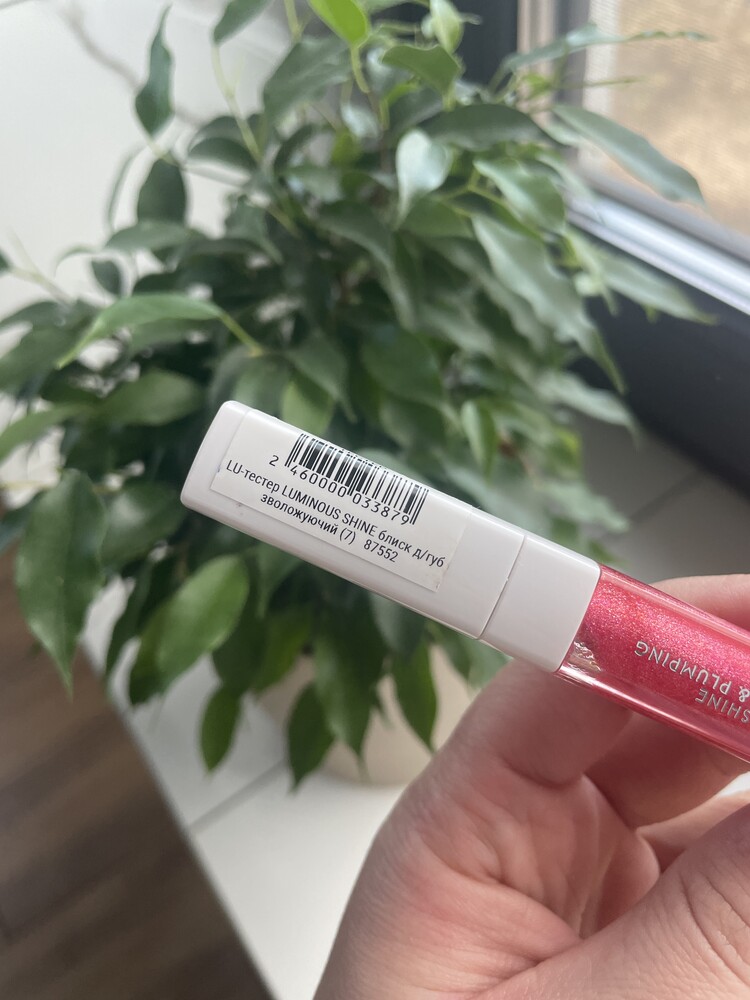 2 460000 033879
LU-тестер LUMINOUS SHINE блиск д/губ
зволожуючий (7) 87552
SHINE
& PLUMPING